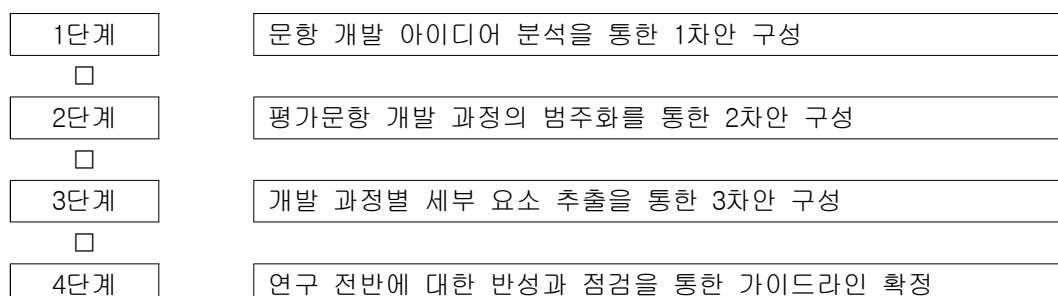 1단계 문항 개발 아이디어 분석을 통한 1차안 구성
□
2단계 평가문항 개발 과정의 범주화를 통한 2차안 구성
□
3단계 개발 과정별 세부 요소 추출을 통한 3차안 구성
□
4단계 연구 전반에 대한 반성과 점검을 통한 가이드라인 확정